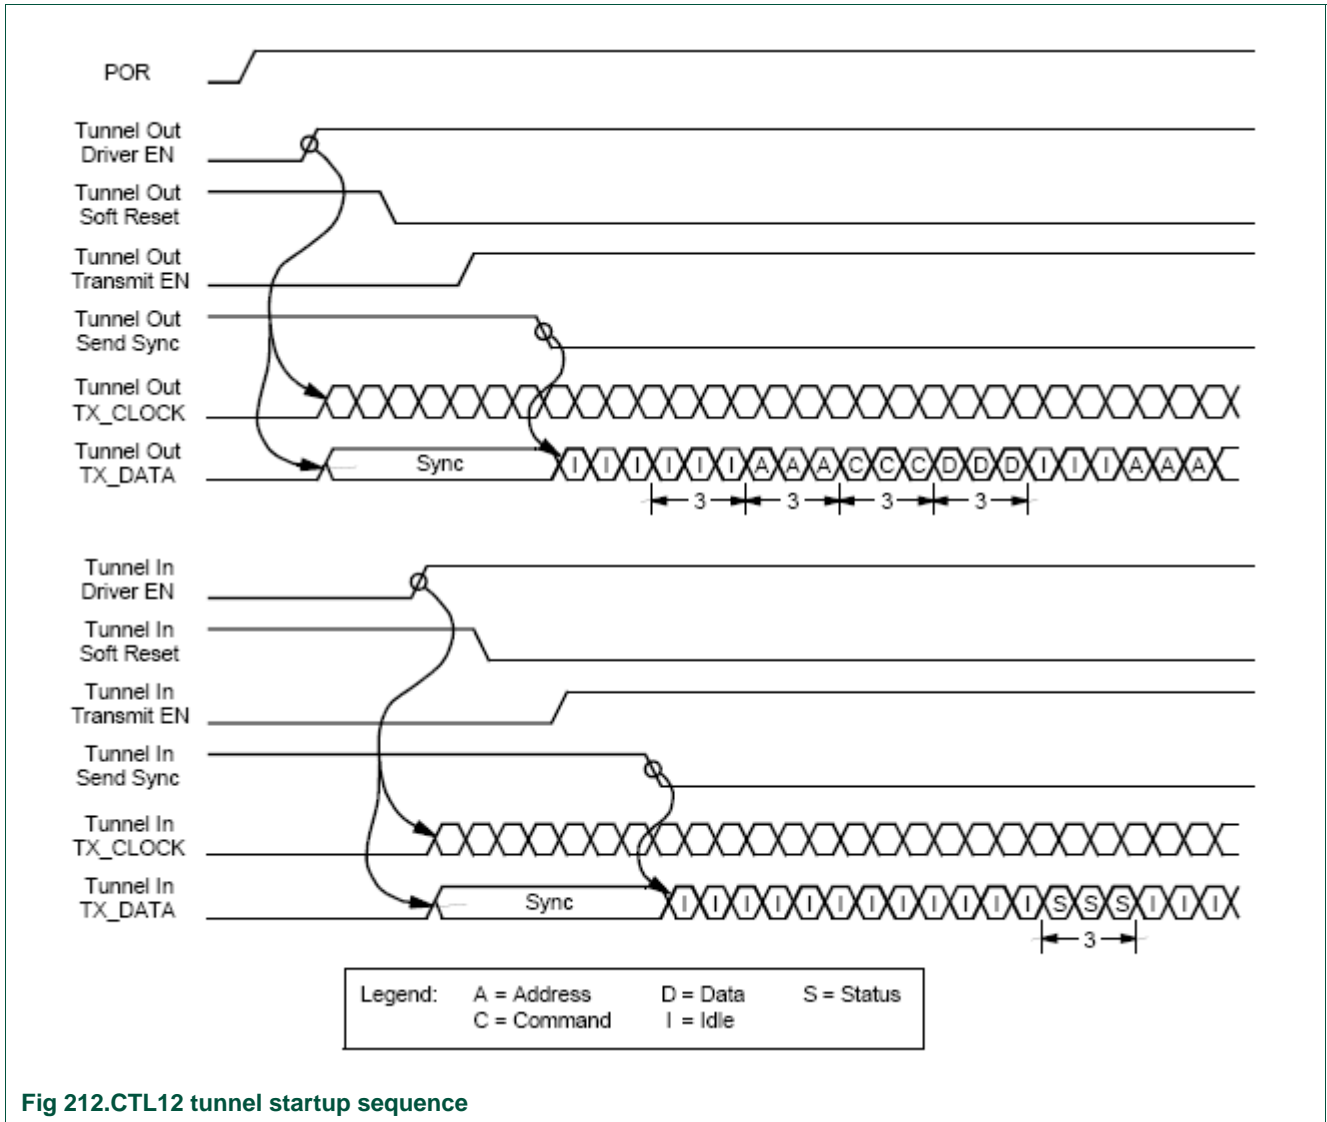 POR
Tunnel Out
Driver EN
Tunnel Out
Soft Reset
Tunnel Out
Transmit EN
Tunnel Out
Send Sync
Tunnel Out
TX_CLOCK
Tunnel Out
TX_DATA
Sync I I I I I I A A A C C C D D D I I I A A A
3 3 3 3
Tunnel In
Driver EN
Tunnel In
Soft Reset
Tunnel In
Transmit EN
Tunnel In
Send Sync
Tunnel In
TX_CLOCK
Tunnel In
TX_DATA
Sync I I I I I I I I I I I I S S S I I I
3
Legend: A = Address D = Data S = Status
C = Command I = Idle
Fig 212.CTL12 tunnel startup sequence